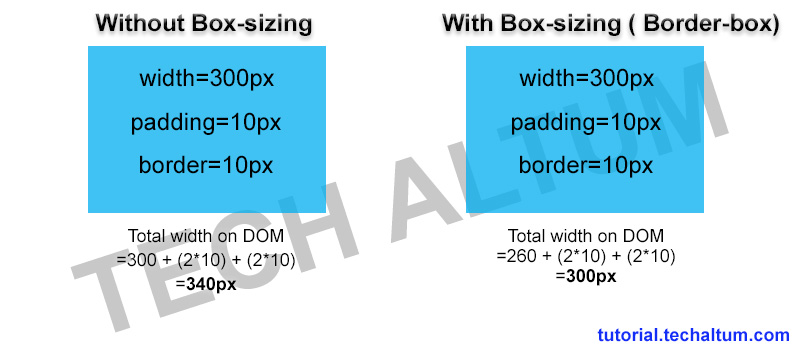 Without Box-sizing
width=300px
padding=10px
border=10px
Total width on DOM
=300 + (2*10) + (2*10)
=340px
With Box-sizing ( Border-box)
width=300px
padding=10px
border=10px
Total width on DOM
=260 + (2*10) + (2*10)
=300px
TECH ALTUM
tutorial.techaltum.com